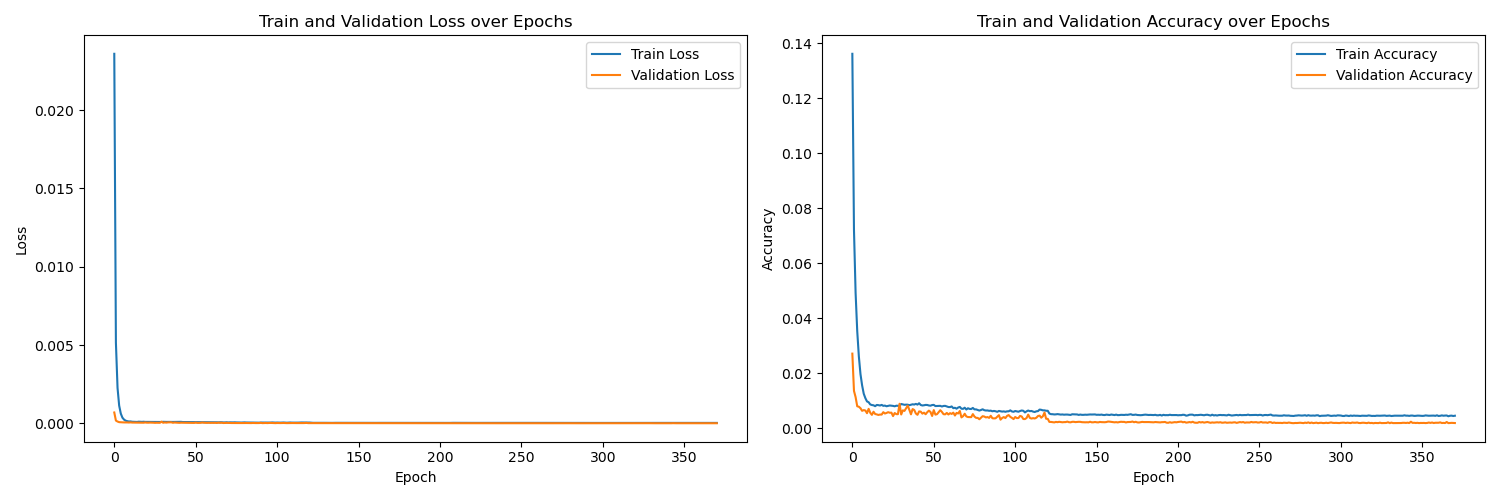 Train and Validation Loss over Epochs
Train Loss
Validation Loss
0.020
0.015
0.010
0.005
0.000
Loss
0 50 100 150 200 250 300 350
Epoch
Train and Validation Accuracy over Epochs
Train Accuracy
Validation Accuracy
0.14
0.12
0.10
0.08
0.06
0.04
0.02
0.00
Accuracy
0 50 100 150 200 250 300 350
Epoch